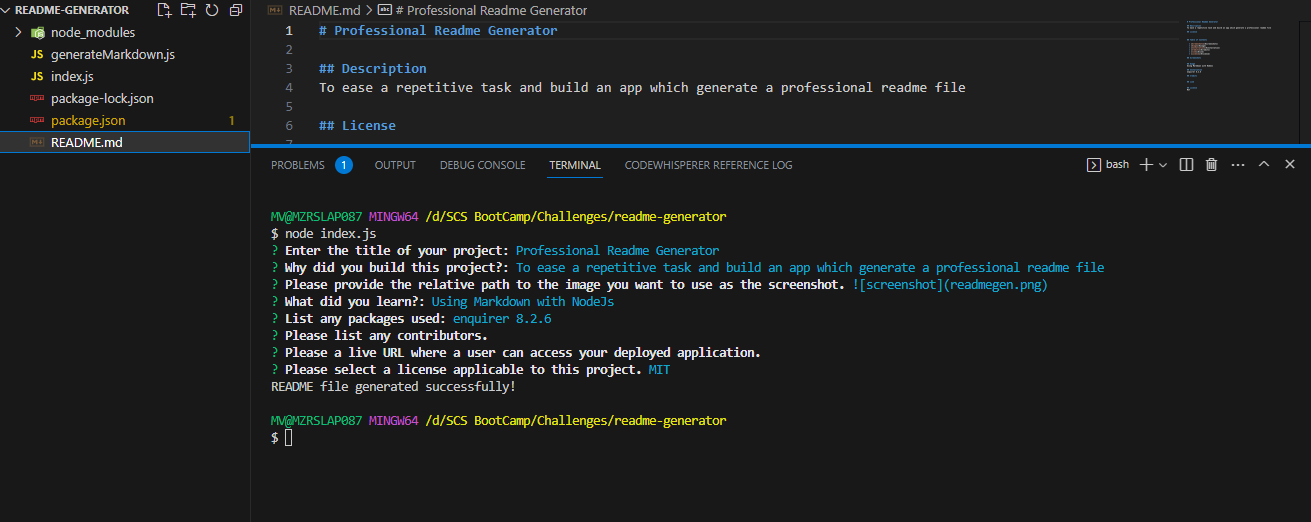 README-GENERATOR
node_modules
JS generateMarkdown.js
JS index.js
package-lock.json
package.json 1
README.md
README.md > # Professional Readme Generator
1 # Professional Readme Generator
2
3 ## Description
4 To ease a repetitive task and build an app which generate a professional readme file
5
6 ## License
7
PROBLEMS 1 OUTPUT DEBUG CONSOLE TERMINAL CODEWHISPERER REFERENCE LOG bash
MV@MZRSLAP087 MINGW64 /d/SCS BootCamp/Challenges/readme-generator
$ node index.js
? Enter the title of your project: Professional Readme Generator
? Why did you build this project?: To ease a repetitive task and build an app which generate a professional readme file
? Please provide the relative path to the image you want to use as the screenshot. ![screenshot](readmegen.png)
? What did you learn?: Using Markdown with NodeJs
? List any packages used: enquirer 8.2.6
? Please list any contributors.
? Please a live URL where a user can access your deployed application.
? Please select a license applicable to this project. MIT
README file generated successfully!
MV@MZRSLAP087 MINGW64 /d/SCS BootCamp/Challenges/readme-generator
$